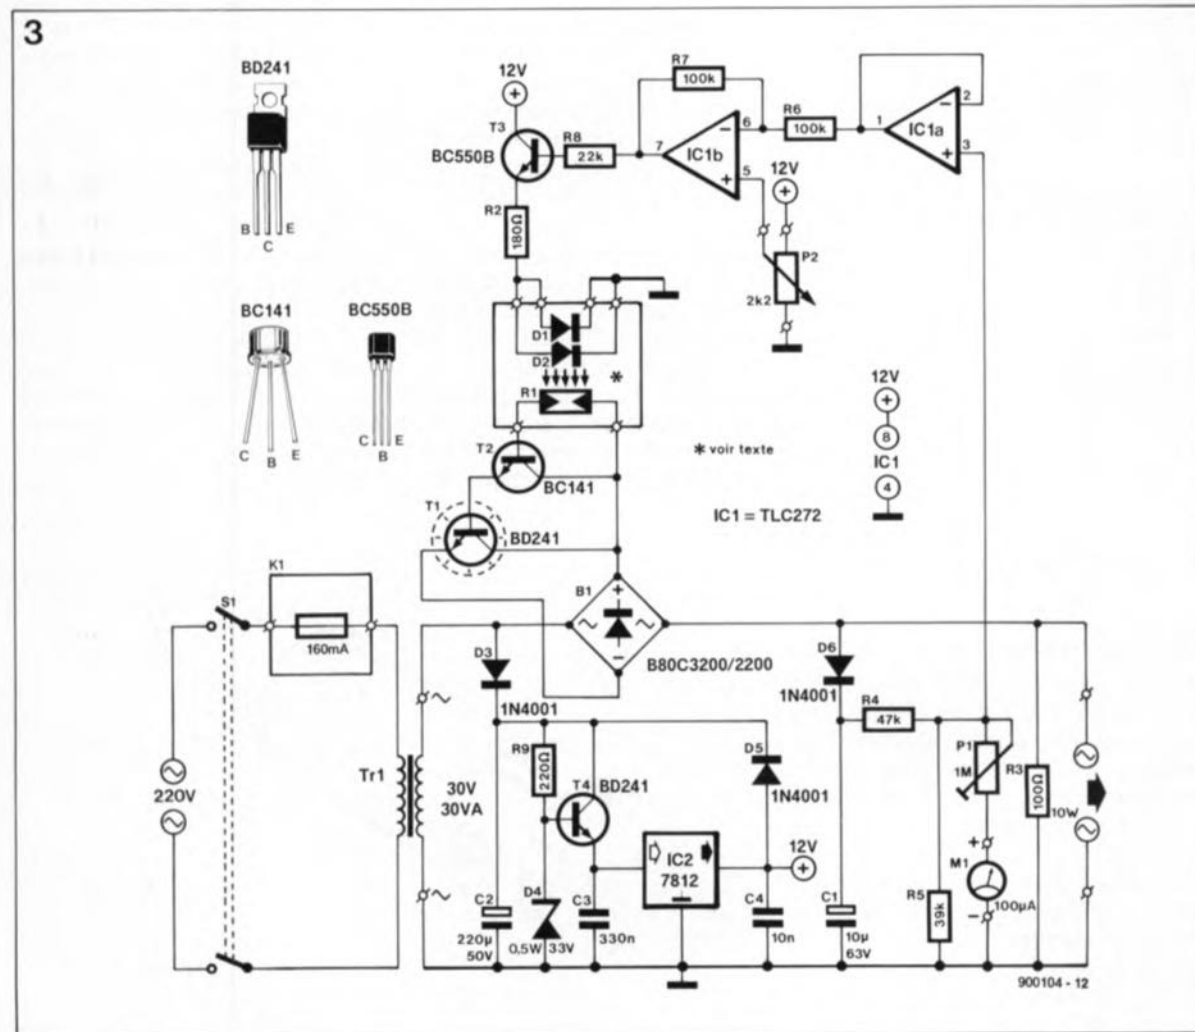 3
BD241
B
C
E
BC141
C
B
E
BC550B
C
B
E
12V
+
T3
BC550B
R8
22k
R7
100k
7
IC1b
6
−
5
+
R6
100k
1
IC1a
2
−
3
+
R2
180Ω
12V
+
P2
2k2
D1
D2
R1
*
T2
BC141
* voir texte
12V
+
8
IC1
4
IC1 = TLC272
T1
BD241
K1
S1
160mA
B1
+
~
~
−
B80C3200/2200
D3
1N4001
~
D6
1N4001
R4
47k
P1
1M
R3
100Ω
10W
220V
Tr1
30V
30VA
R9
220Ω
T4
BD241
D5
1N4001
IC2
7812
12V
+
+
M1
100µA
−
~
C2
220µ
50V
D4
0,5W
33V
C3
330n
C4
10n
C1
10µ
63V
R5
39k
900104 - 12